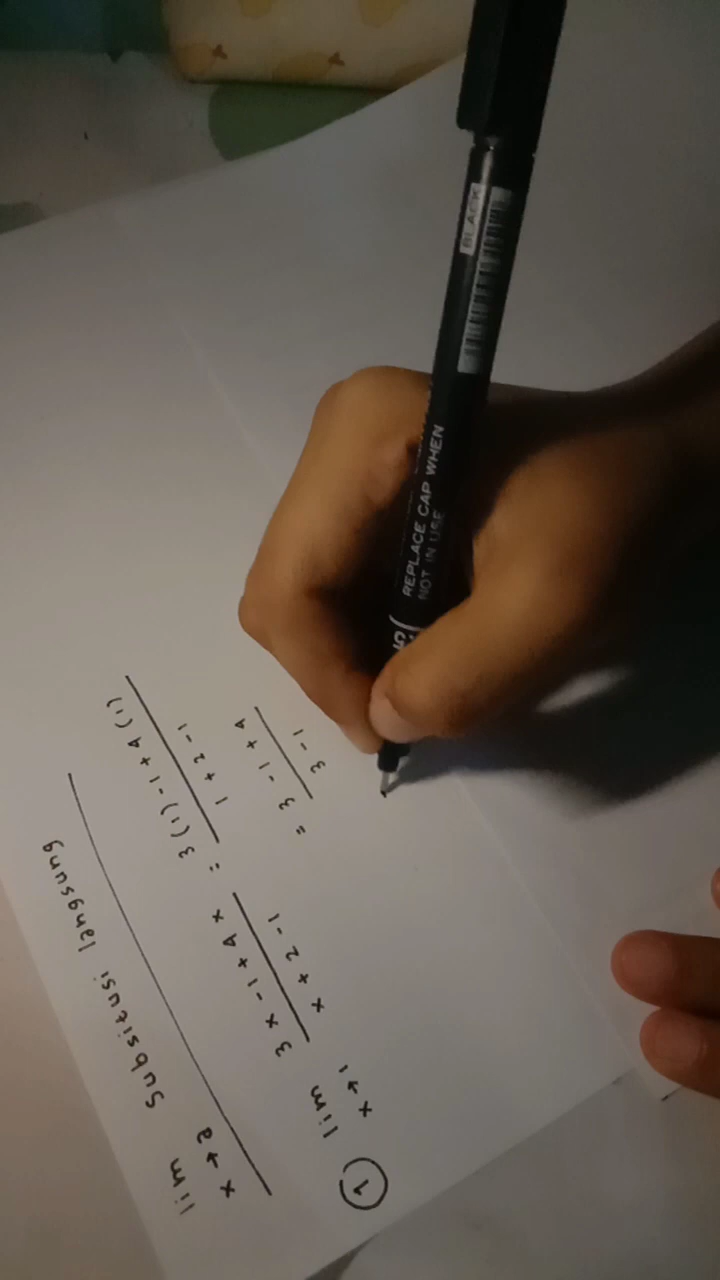 lim Subsitusi langsung
x → a
① lim 3x - 1 + 4x = 3(1) - 1 + 4(1)
x → 1 x + 2 - 1 1 + 2 - 1
= 3 - 1 + 4
3 - 1
BLACK
REPLACE CAP WHEN
NOT IN USE